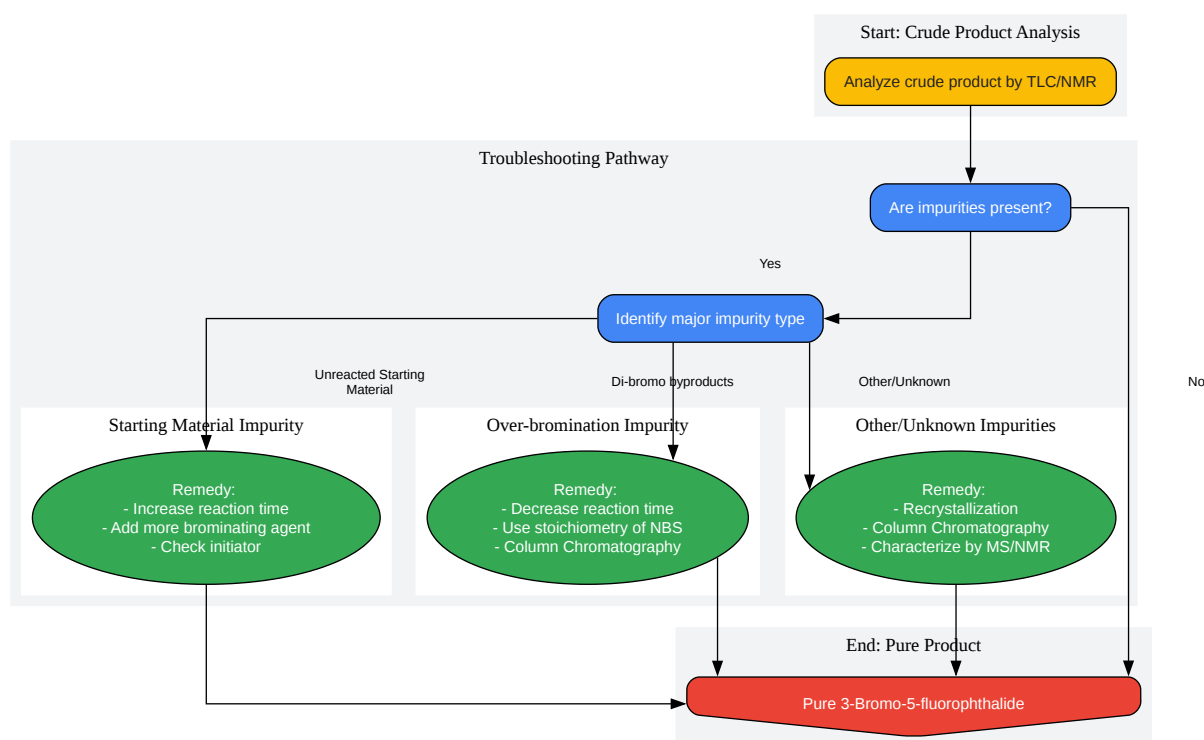 Start: Crude Product Analysis
Analyze crude product by TLC/NMR
Troubleshooting Pathway
Are impurities present?
Yes
Identify major impurity type
Unreacted Starting
Material
Di-bromo byproducts
Other/Unknown
No
Starting Material Impurity
Over-bromination Impurity
Other/Unknown Impurities
Remedy:
- Increase reaction time
- Add more brominating agent
- Check initiator
Remedy:
- Decrease reaction time
- Use stoichiometry of NBS
- Column Chromatography
Remedy:
- Recrystallization
- Column Chromatography
- Characterize by MS/NMR
End: Pure Product
Pure 3-Bromo-5-fluorophthalide